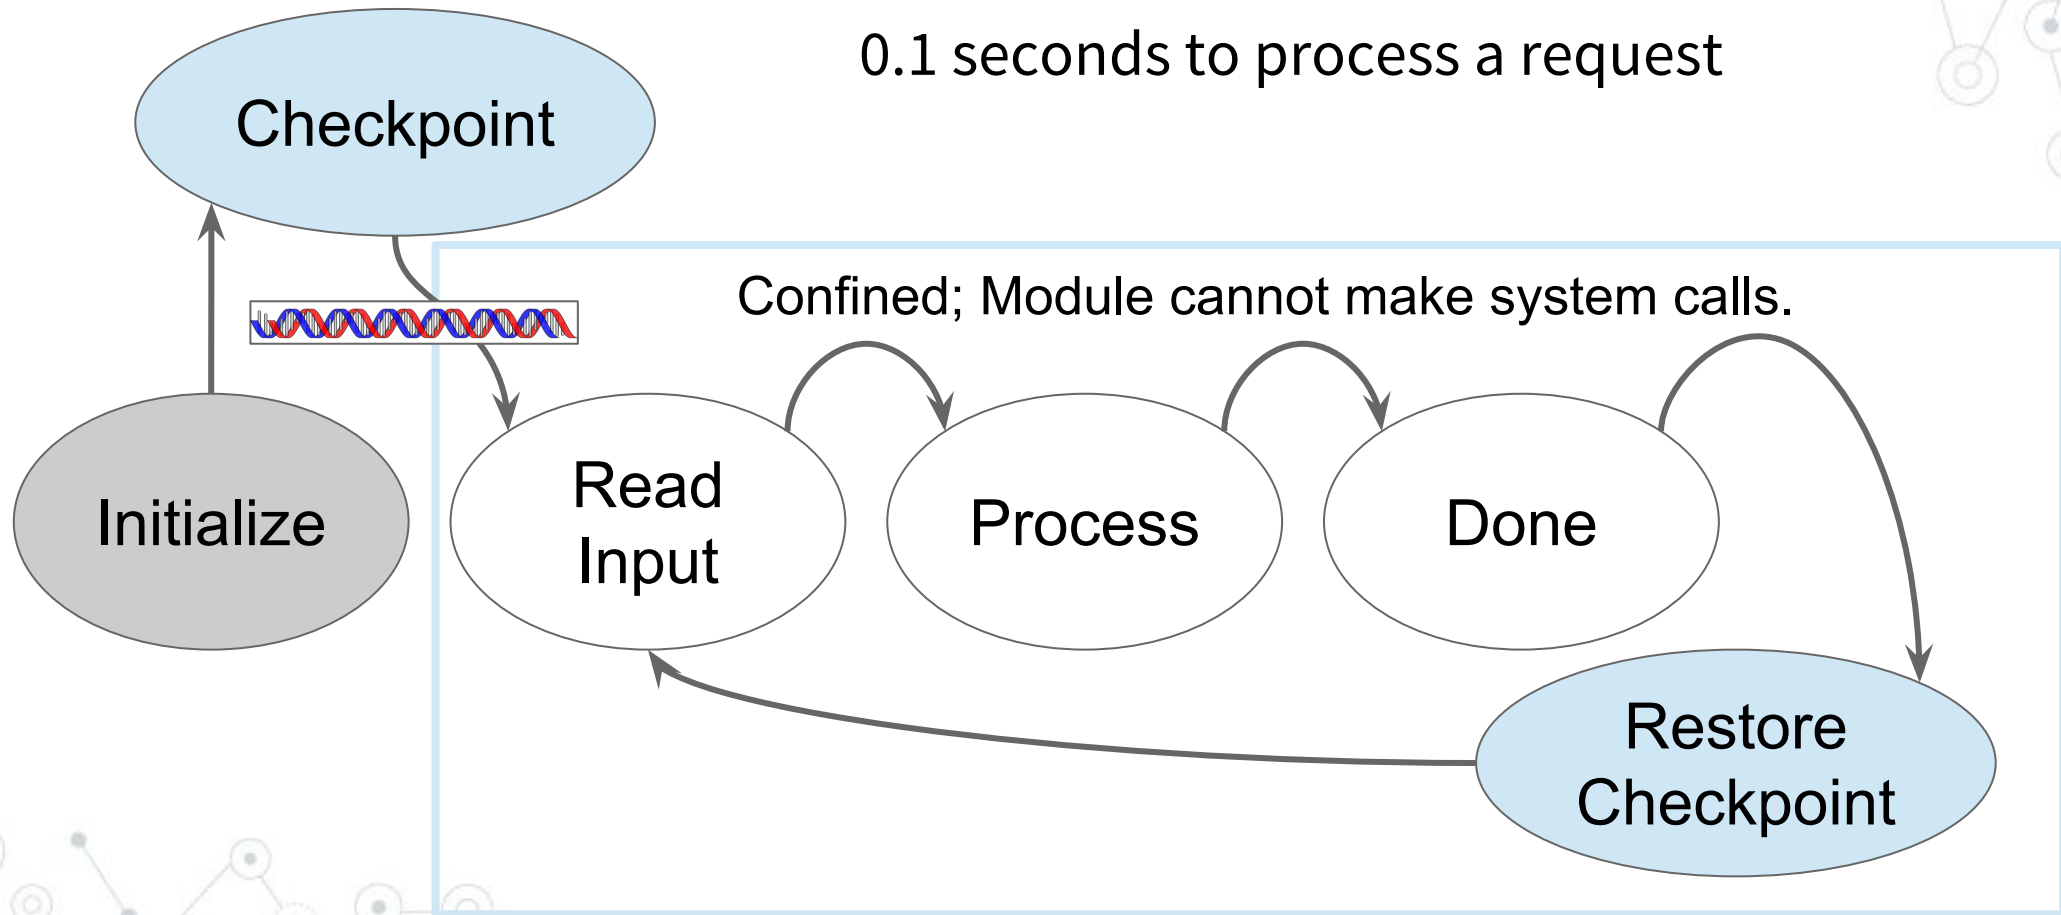 0.1 seconds to process a request
Checkpoint
Confined; Module cannot make system calls.
Initialize
Read
Input
Process
Done
Restore
Checkpoint